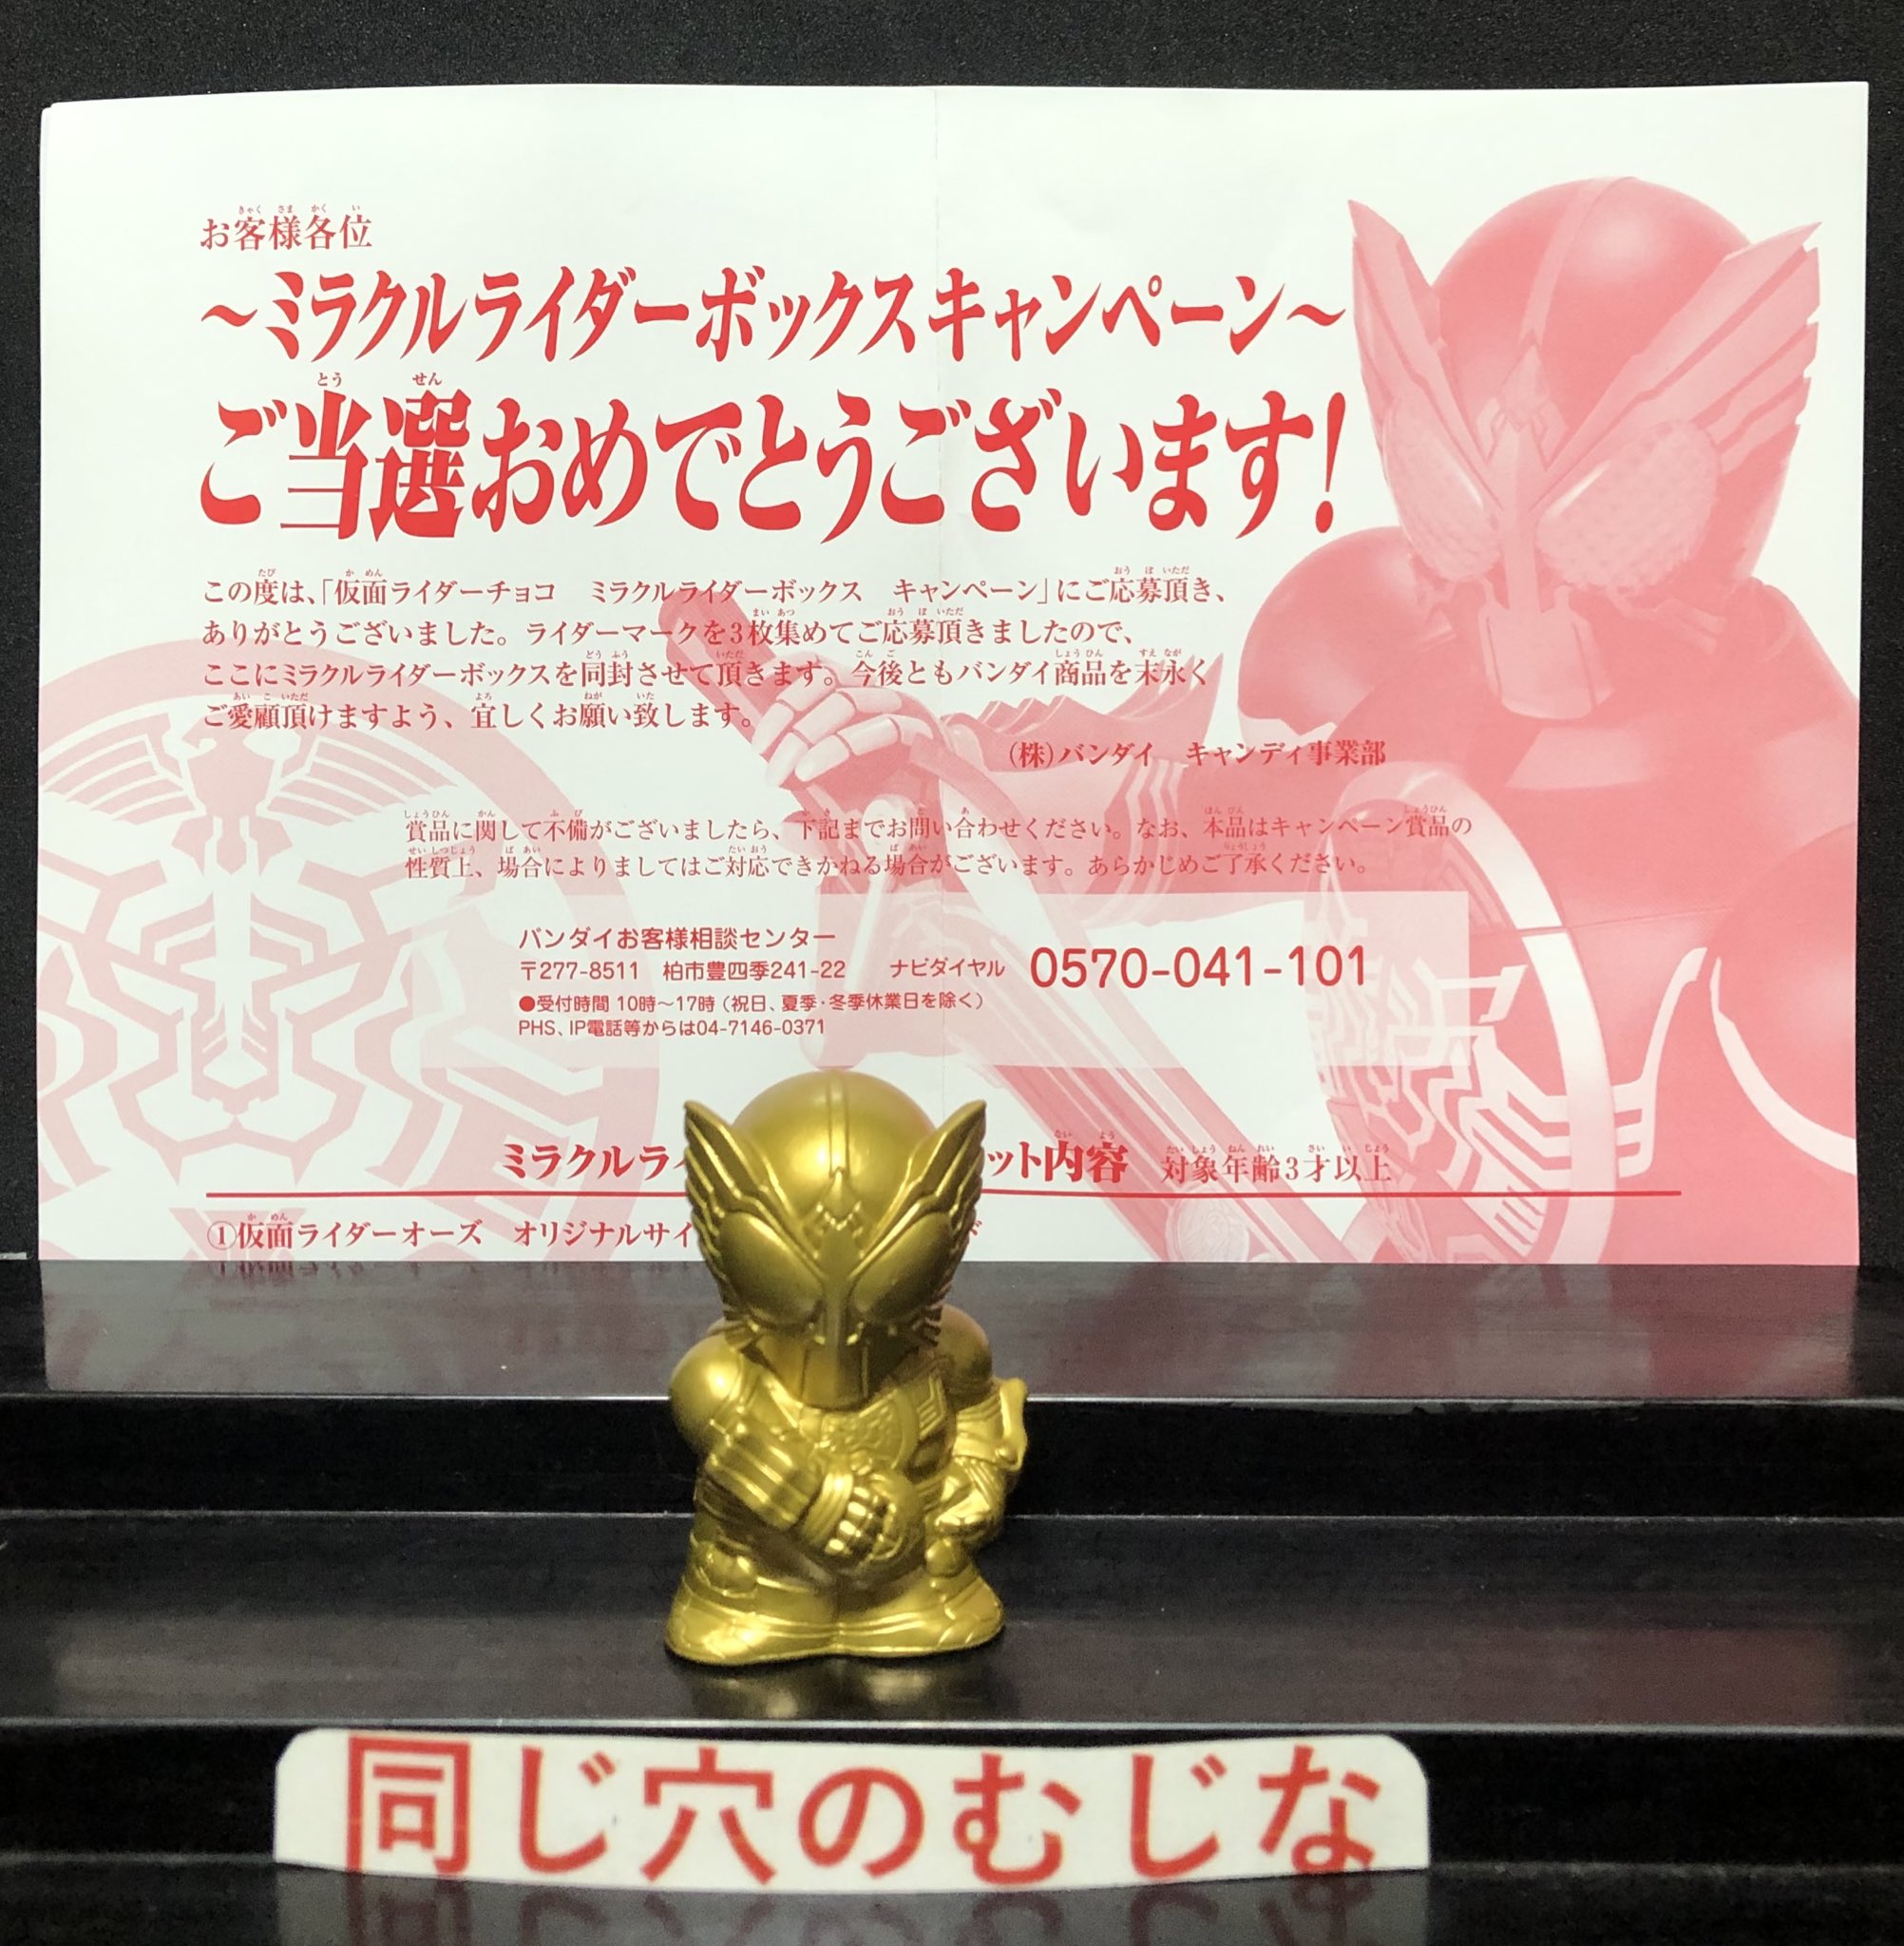 お客様各位
～ミラクルライダーボックスキャンペーン～
ご当選おめでとうございます!
この度は、「仮面ライダーチョコ　ミラクルライダーボックス　キャンペーン」にご応募頂き、
ありがとうございました。ライダーマークを3枚集めてご応募頂きましたので、
ここにミラクルライダーボックスを同封させて頂きます。今後ともバンダイ商品を末永く
ご愛顧頂けますよう、宜しくお願い致します。
(株)バンダイ　キャンディ事業部
賞品に関して不備がございましたら、下記までお問い合わせください。なお、本品はキャンペーン賞品の
性質上、場合によりましてはご対応できかねる場合がございます。あらかじめご了承ください。
バンダイお客様相談センター
〒277-8511　柏市豊四季241-22　ナビダイヤル　0570-041-101
●受付時間 10時～17時（祝日、夏季・冬季休業日を除く）
PHS、IP電話等からは04-7146-0371
ミラクルライ　ット内容　対象年齢3才以上
①仮面ライダーオーズ　オリジナルサイ　ド
同じ穴のむじな